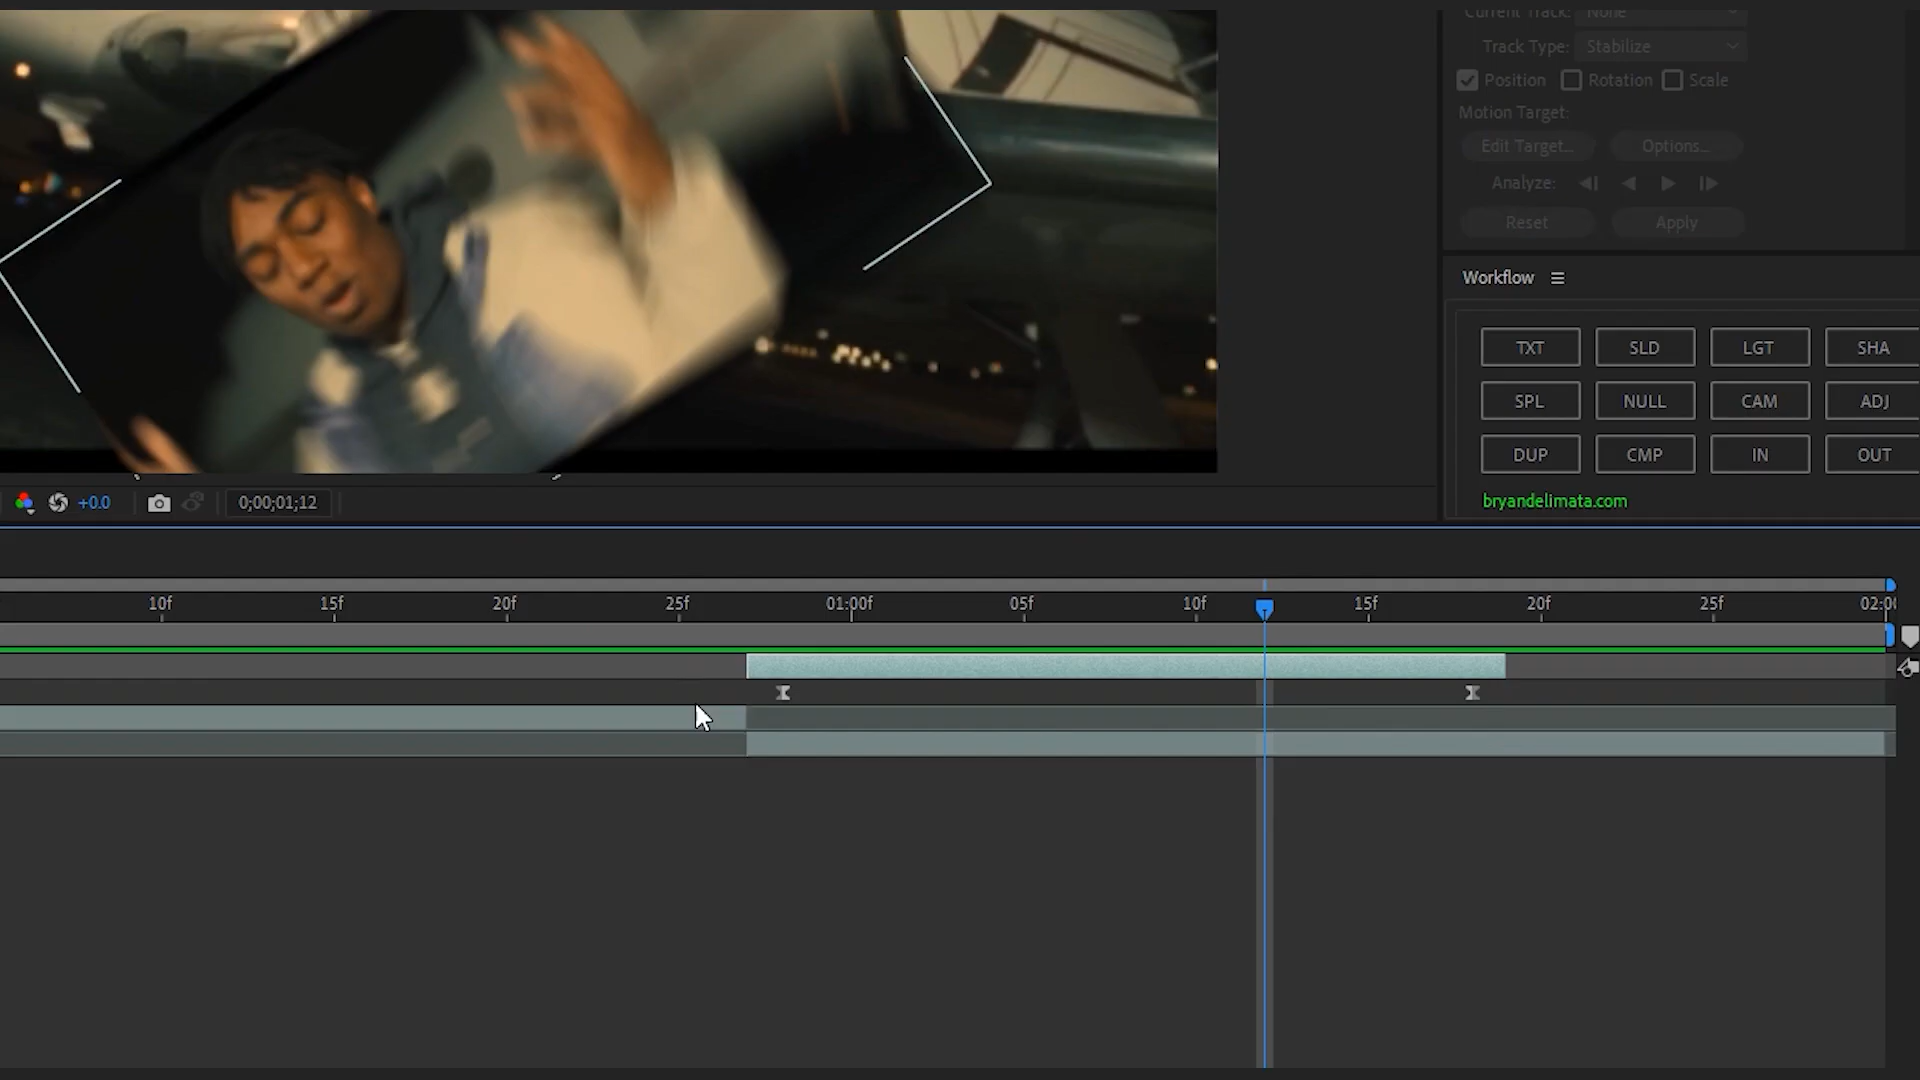 Current Track: None
Track Type: Stabilize
Position Rotation Scale
Motion Target:
Edit Target... Options...
Analyze:
Reset Apply
Workflow
TXT SLD LGT SHA
SPL NULL CAM ADJ
DUP CMP IN OUT
bryandelimata.com
+0.0 0;00;01;12
10f 15f 20f 25f 01:00f 05f 10f 15f 20f 25f 02:00